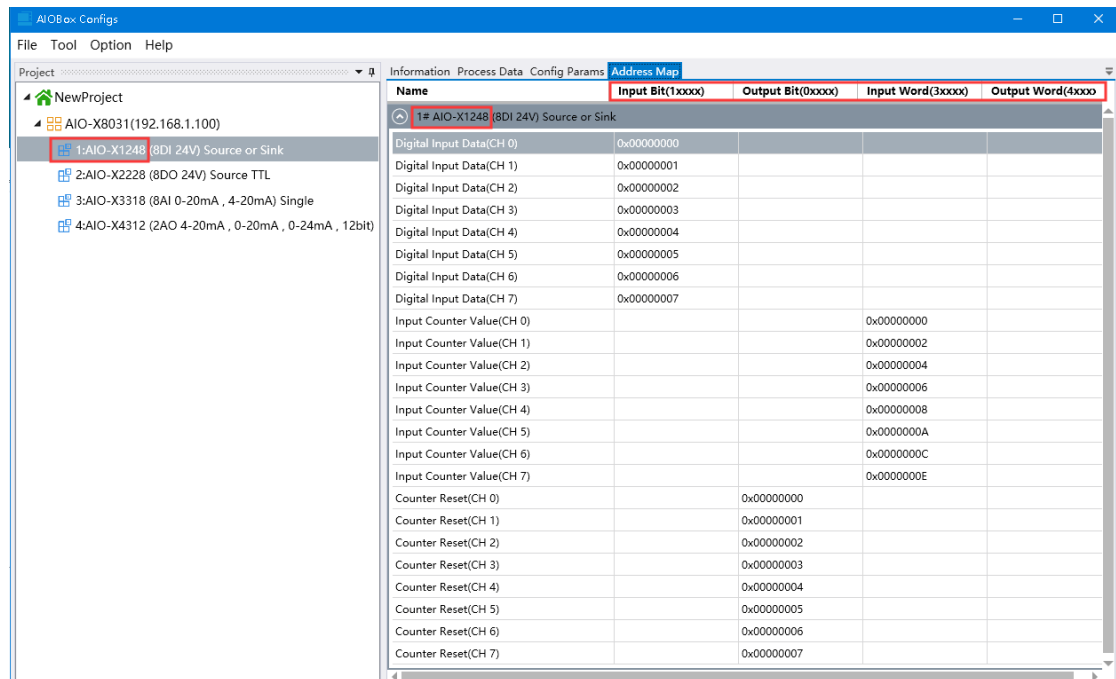 AIOBox Configs
File Tool Option Help
Project
NewProject
AIO-X8031(192.168.1.100)
1:AIO-X1248 (8DI 24V) Source or Sink
2:AIO-X2228 (8DO 24V) Source TTL
3:AIO-X3318 (8AI 0-20mA , 4-20mA) Single
4:AIO-X4312 (2AO 4-20mA , 0-20mA , 0-24mA , 12bit)
Information Process Data Config Params Address Map
Name Input Bit(1xxxx) Output Bit(0xxxx) Input Word(3xxxx) Output Word(4xxx
1# AIO-X1248 (8DI 24V) Source or Sink
Digital Input Data(CH 0) 0x00000000
Digital Input Data(CH 1) 0x00000001
Digital Input Data(CH 2) 0x00000002
Digital Input Data(CH 3) 0x00000003
Digital Input Data(CH 4) 0x00000004
Digital Input Data(CH 5) 0x00000005
Digital Input Data(CH 6) 0x00000006
Digital Input Data(CH 7) 0x00000007
Input Counter Value(CH 0) 0x00000000
Input Counter Value(CH 1) 0x00000002
Input Counter Value(CH 2) 0x00000004
Input Counter Value(CH 3) 0x00000006
Input Counter Value(CH 4) 0x00000008
Input Counter Value(CH 5) 0x0000000A
Input Counter Value(CH 6) 0x0000000C
Input Counter Value(CH 7) 0x0000000E
Counter Reset(CH 0) 0x00000000
Counter Reset(CH 1) 0x00000001
Counter Reset(CH 2) 0x00000002
Counter Reset(CH 3) 0x00000003
Counter Reset(CH 4) 0x00000004
Counter Reset(CH 5) 0x00000005
Counter Reset(CH 6) 0x00000006
Counter Reset(CH 7) 0x00000007